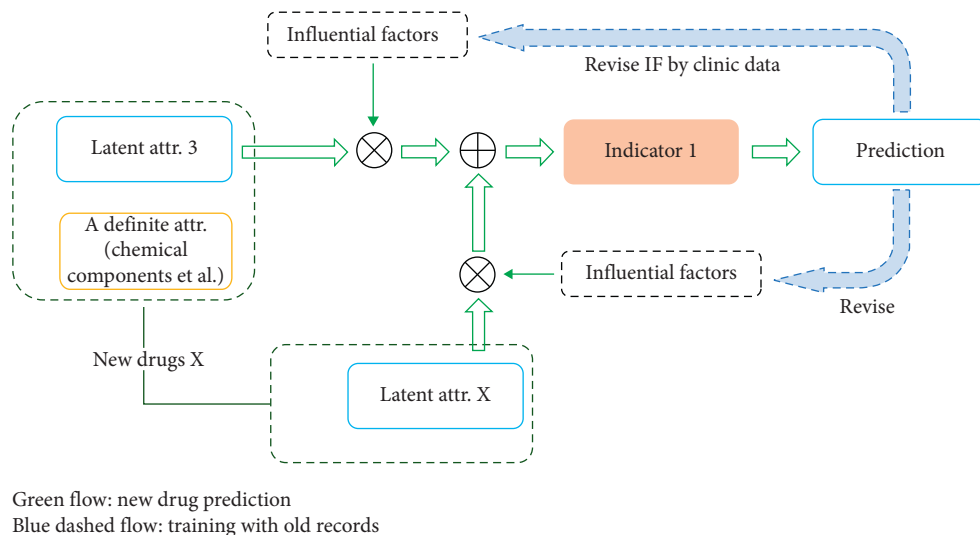 Influential factors
Revise IF by clinic data
Latent attr. 3
Indicator 1
Prediction
A definite attr.
(chemical
components et al.)
Influential factors
Revise
New drugs X
Latent attr. X
Green flow: new drug prediction
Blue dashed flow: training with old records